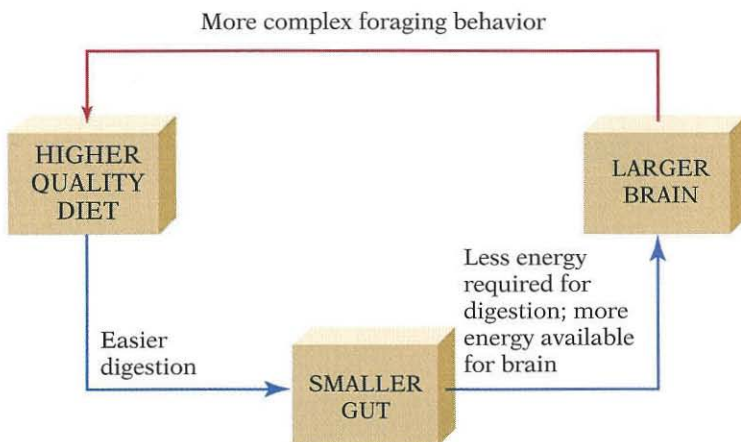 More complex foraging behavior
HIGHER
QUALITY
DIET
LARGER
BRAIN
Less energy
required for
digestion; more
energy available
for brain
Easier
digestion
SMALLER
GUT